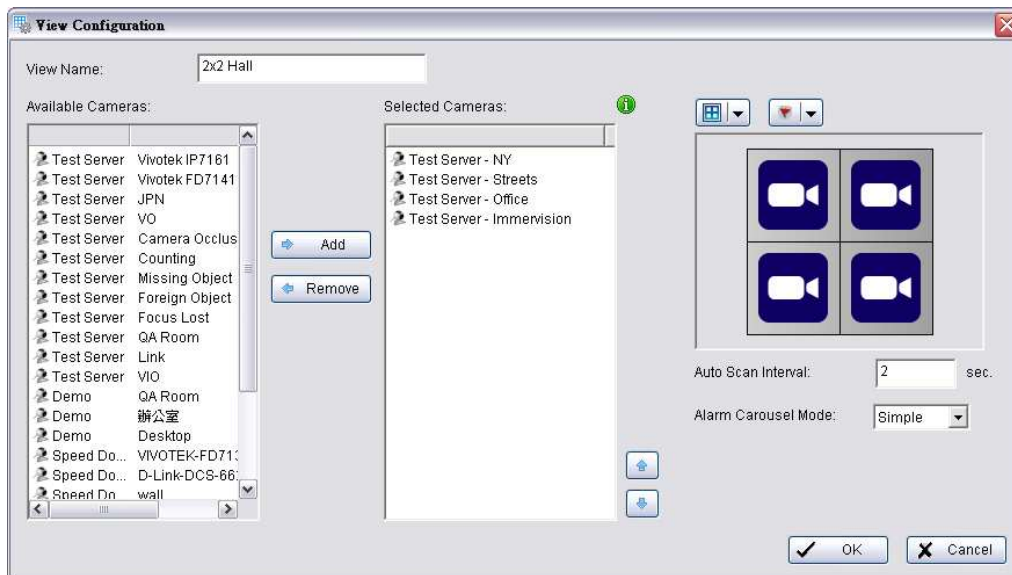 View Configuration
View Name: 2x2 Hall
Available Cameras:
Test Server Vivotek IP7161
Test Server Vivotek FD7141
Test Server JPN
Test Server VO
Test Server Camera Occlus
Test Server Counting
Test Server Missing Object
Test Server Foreign Object
Test Server Focus Lost
Test Server QA Room
Test Server Link
Test Server VIO
Demo QA Room
Demo 辦公室
Demo Desktop
Speed Do... VIVOTEK-FD713
Speed Do... D-Link-DCS-66
Speed Do wall
Add
Remove
Selected Cameras:
Test Server - NY
Test Server - Streets
Test Server - Office
Test Server - Immervision
Auto Scan Interval: 2 sec.
Alarm Carousel Mode: Simple
OK
Cancel